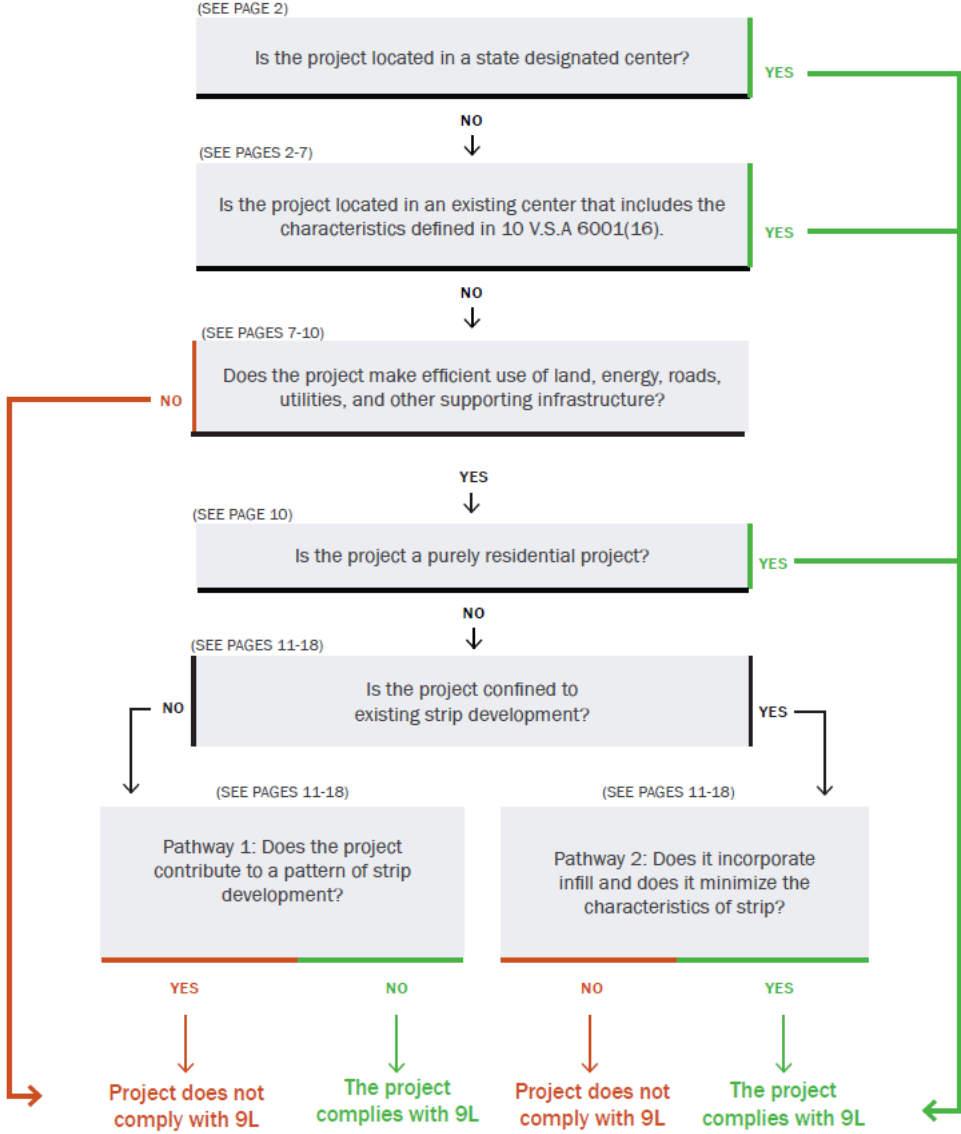 (SEE PAGE 2)
Is the project located in a state designated center?
YES
NO
(SEE PAGES 2-7)
Is the project located in an existing center that includes the
characteristics defined in 10 V.S.A 6001(16).
YES
NO
(SEE PAGES 7-10)
Does the project make efficient use of land, energy, roads,
utilities, and other supporting infrastructure?
NO
YES
(SEE PAGE 10)
Is the project a purely residential project?
YES
NO
(SEE PAGES 11-18)
Is the project confined to
existing strip development?
NO
YES
(SEE PAGES 11-18)
Pathway 1: Does the project
contribute to a pattern of strip
development?
(SEE PAGES 11-18)
Pathway 2: Does it incorporate
infill and does it minimize the
characteristics of strip?
YES
NO
NO
YES
Project does not
comply with 9L
The project
complies with 9L
Project does not
comply with 9L
The project
complies with 9L